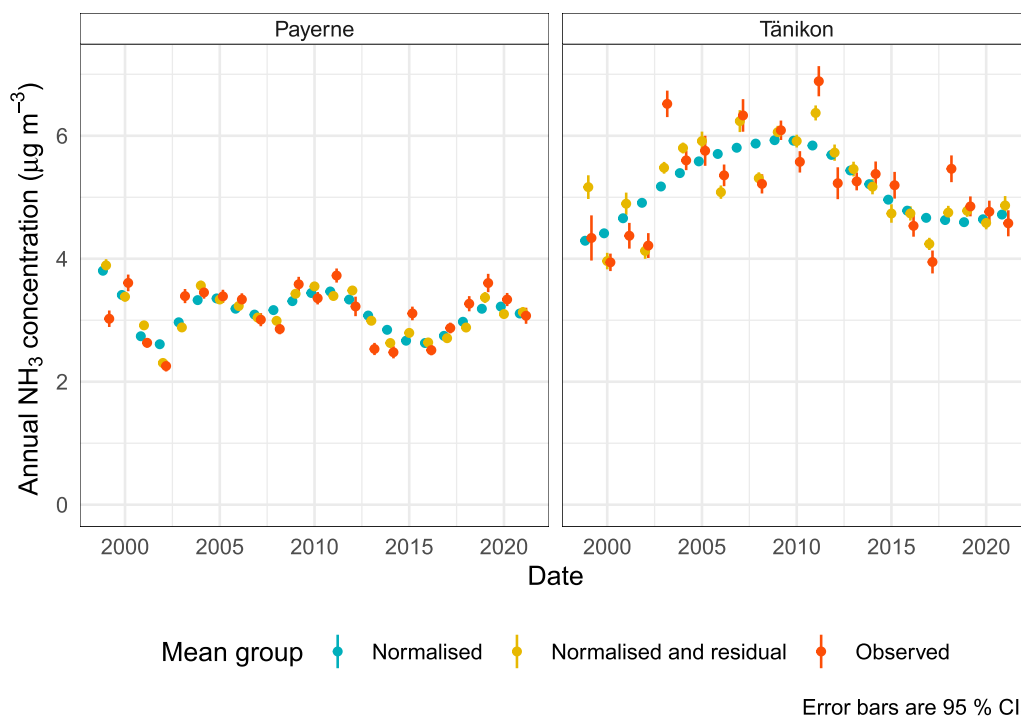 Payerne
Tänikon
Annual NH₃ concentration (µg m⁻³)
6
4
2
0
2000 2005 2010 2015 2020
2000 2005 2010 2015 2020
Date
Mean group Normalised Normalised and residual Observed
Error bars are 95 % CI